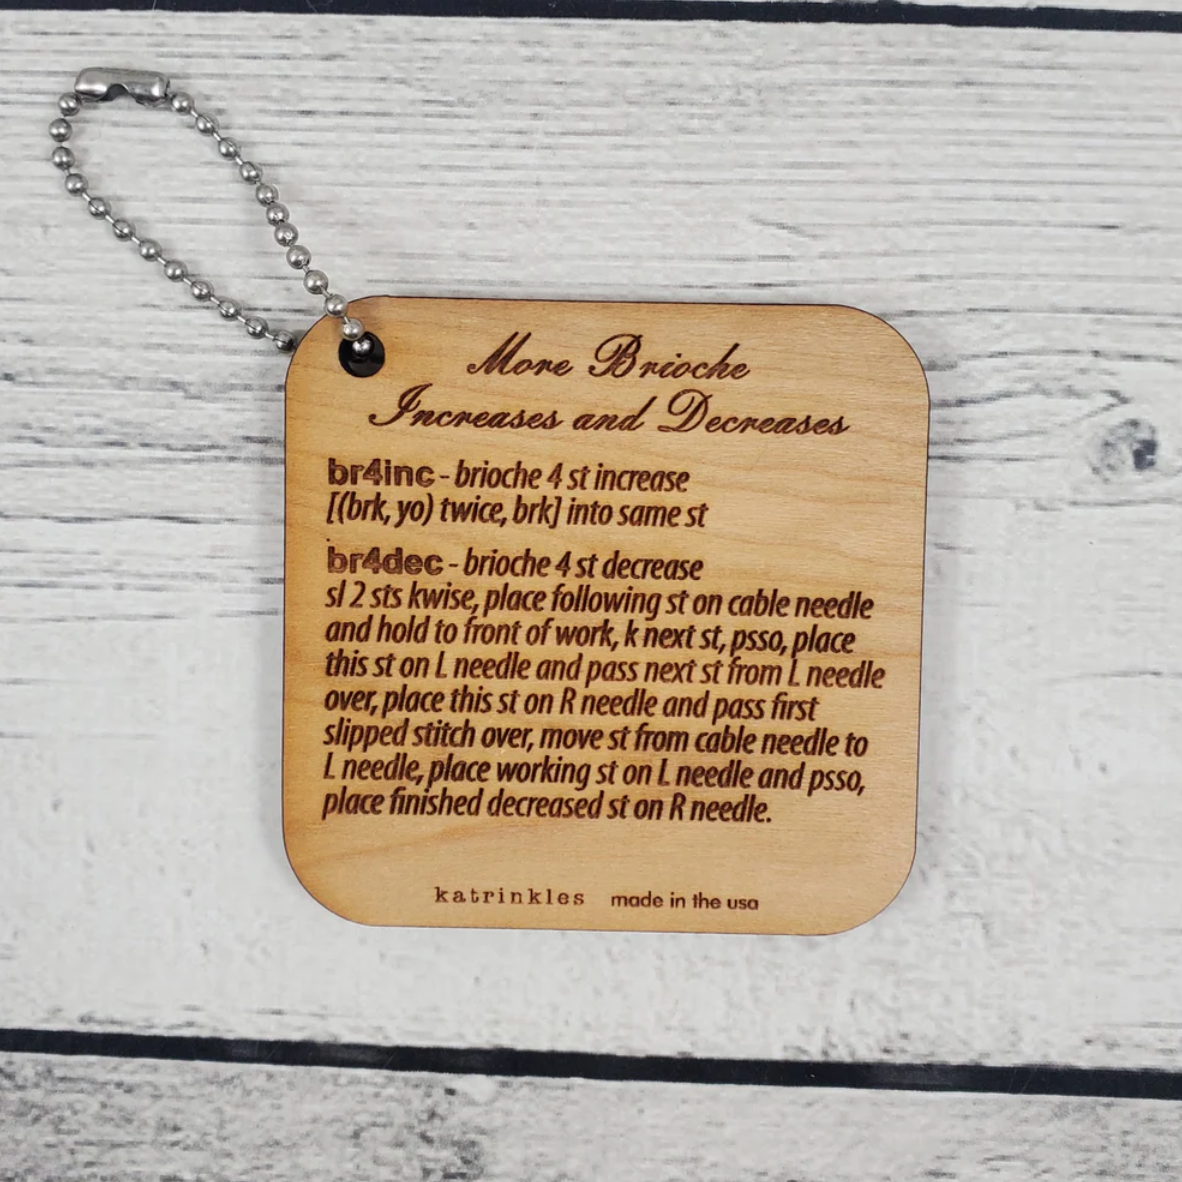 More Brioche
Increases and Decreases
br4inc - brioche 4 st increase
[(brk, yo) twice, brk] into same st
br4dec - brioche 4 st decrease
sl 2 sts kwise, place following st on cable needle
and hold to front of work, k next st, psso, place
this st on L needle and pass next st from L needle
over, place this st on R needle and pass first
slipped stitch over, move st from cable needle to
L needle, place working st on L needle and psso,
place finished decreased st on R needle.
katrinkles made in the usa